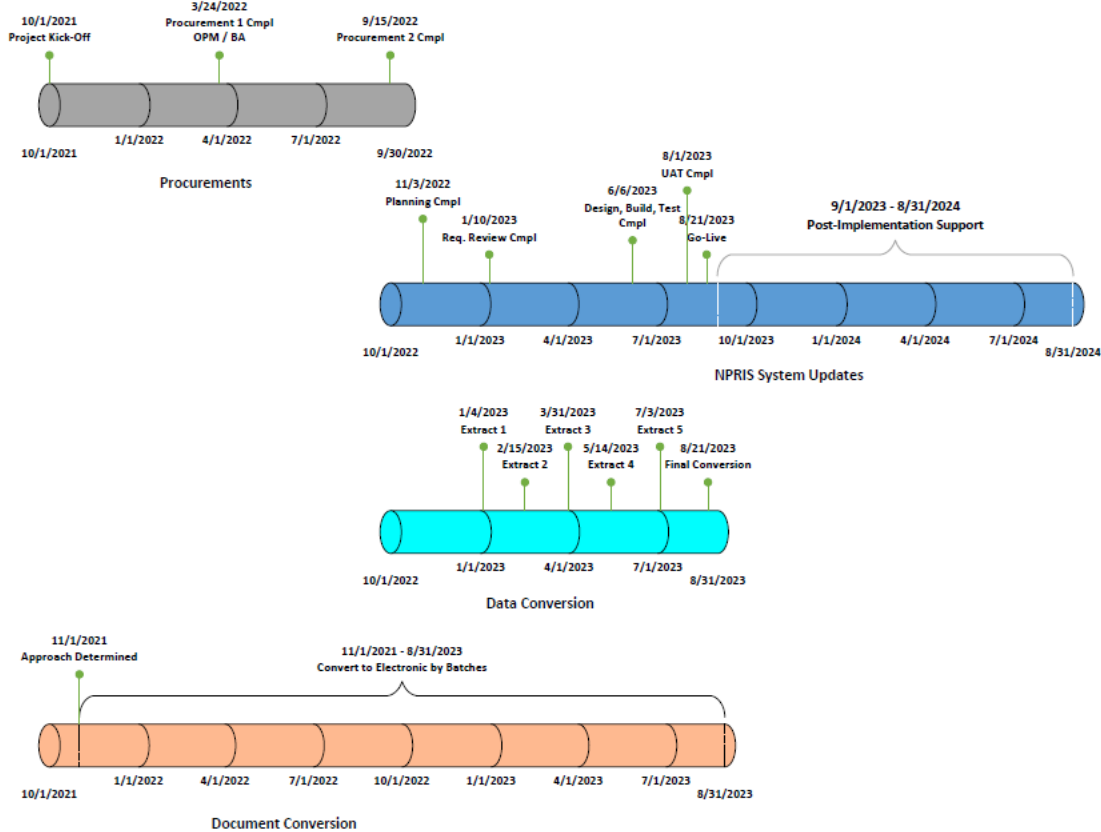 10/1/2021
Project Kick-Off
3/24/2022
Procurement 1 Cmpl
OPM / BA
9/15/2022
Procurement 2 Cmpl
1/1/2022
4/1/2022
7/1/2022
10/1/2021
9/30/2022
Procurements
11/3/2022
Planning Cmpl
1/10/2023
Req. Review Cmpl
6/6/2023
Design, Build, Test
Cmpl
8/1/2023
UAT Cmpl
8/21/2023
Go-Live
9/1/2023 - 8/31/2024
Post-Implementation Support
1/1/2023
4/1/2023
7/1/2023
10/1/2023
1/1/2024
4/1/2024
7/1/2024
10/1/2022
8/31/2024
NPRIS System Updates
1/4/2023
Extract 1
2/15/2023
Extract 2
3/31/2023
Extract 3
5/14/2023
Extract 4
7/3/2023
Extract 5
8/21/2023
Final Conversion
1/1/2023
4/1/2023
7/1/2023
10/1/2022
8/31/2023
Data Conversion
11/1/2021
Approach Determined
11/1/2021 - 8/31/2023
Convert to Electronic by Batches
1/1/2022
4/1/2022
7/1/2022
10/1/2022
1/1/2023
4/1/2023
7/1/2023
10/1/2021
8/31/2023
Document Conversion